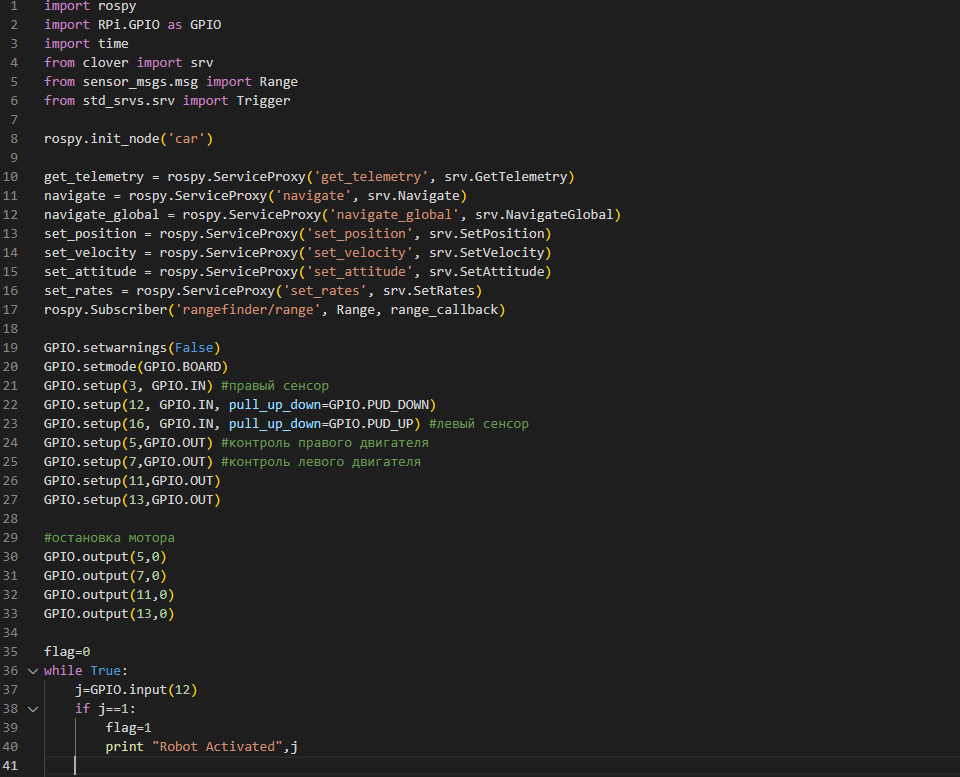 1 import rospy
2 import RPi.GPIO as GPIO
3 import time
4 from clover import srv
5 from sensor_msgs.msg import Range
6 from std_srvs.srv import Trigger
7
8 rospy.init_node('car')
9
10 get_telemetry = rospy.ServiceProxy('get_telemetry', srv.GetTelemetry)
11 navigate = rospy.ServiceProxy('navigate', srv.Navigate)
12 navigate_global = rospy.ServiceProxy('navigate_global', srv.NavigateGlobal)
13 set_position = rospy.ServiceProxy('set_position', srv.SetPosition)
14 set_velocity = rospy.ServiceProxy('set_velocity', srv.SetVelocity)
15 set_attitude = rospy.ServiceProxy('set_attitude', srv.SetAttitude)
16 set_rates = rospy.ServiceProxy('set_rates', srv.SetRates)
17 rospy.Subscriber('rangefinder/range', Range, range_callback)
18
19 GPIO.setwarnings(False)
20 GPIO.setmode(GPIO.BOARD)
21 GPIO.setup(3, GPIO.IN) #правый сенсор
22 GPIO.setup(12, GPIO.IN, pull_up_down=GPIO.PUD_DOWN)
23 GPIO.setup(16, GPIO.IN, pull_up_down=GPIO.PUD_UP) #левый сенсор
24 GPIO.setup(5,GPIO.OUT) #контроль правого двигателя
25 GPIO.setup(7,GPIO.OUT) #контроль левого двигателя
26 GPIO.setup(11,GPIO.OUT)
27 GPIO.setup(13,GPIO.OUT)
28
29 #остановка мотора
30 GPIO.output(5,0)
31 GPIO.output(7,0)
32 GPIO.output(11,0)
33 GPIO.output(13,0)
34
35 flag=0
36 while True:
37     j=GPIO.input(12)
38     if j==1:
39         flag=1
40         print "Robot Activated",j
41